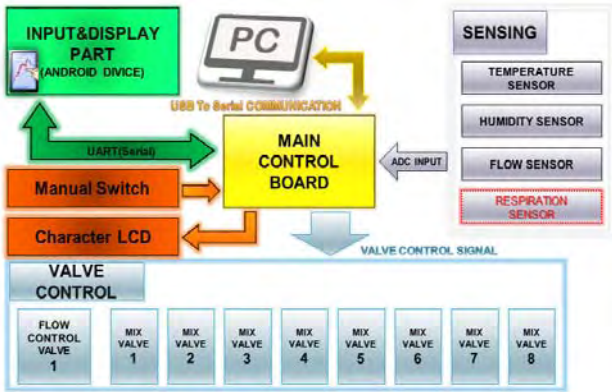 INPUT&DISPLAY
PART
(ANDROID DIVICE)
PC
USB To Serial COMMUNICATION
UART(Serial)
MAIN
CONTROL
BOARD
Manual Switch
Character LCD
ADC INPUT
SENSING
TEMPERATURE
SENSOR
HUMIDITY SENSOR
FLOW SENSOR
RESPIRATION
SENSOR
VALVE CONTROL SIGNAL
VALVE
CONTROL
FLOW
CONTROL
VALVE
1
MIX
VALVE
1
MIX
VALVE
2
MIX
VALVE
3
MIX
VALVE
4
MIX
VALVE
5
MIX
VALVE
6
MIX
VALVE
7
MIX
VALVE
8